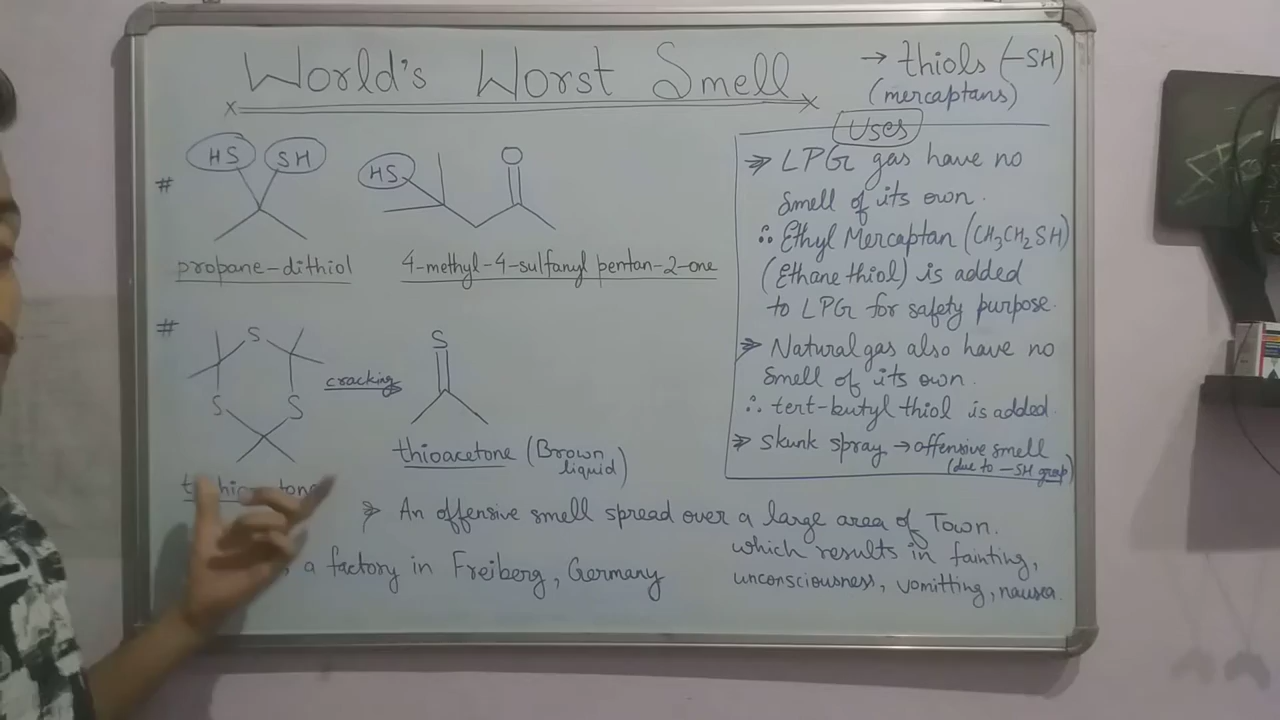 World's Worst Smell
→ thiols (-SH)
(mercaptans)
# HS SH
HS O
propane-dithiol
4-methyl-4-sulfanyl pentan-2-one
# S
S S
cracking
S
thioacetone (Brown
liquid)
Uses
⇒ LPG gas have no
smell of its own.
∴ Ethyl Mercaptan (CH₃CH₂SH)
(Ethane thiol) is added
to LPG for safety purpose.
⇒ Natural gas also have no
smell of its own.
∴ tert-butyl thiol is added.
⇒ skunk spray → offensive smell
(due to -SH group)
⇒ An offensive smell spread over a large area of Town.
which results in fainting,
unconsciousness, vomitting, nausea.
a factory in Freiberg, Germany